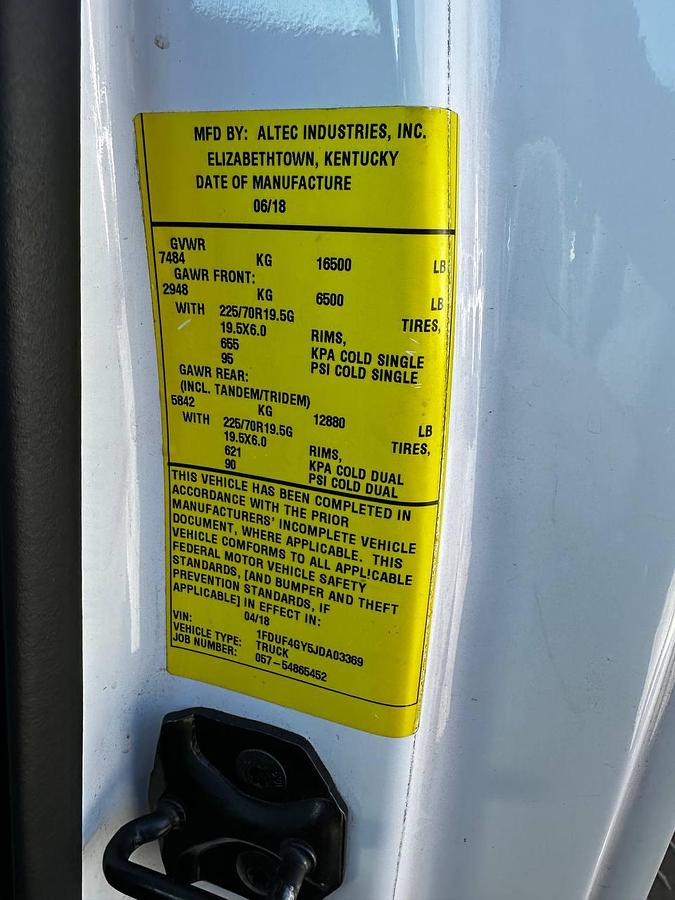 MFD BY: ALTEC INDUSTRIES, INC.
ELIZABETHTOWN, KENTUCKY
DATE OF MANUFACTURE
06/18
GVWR
7484 KG 16500 LB
GAWR FRONT:
2948 KG 6500 LB
WITH 225/70R19.5G TIRES,
19.5X6.0 RIMS,
655 KPA COLD SINGLE
95 PSI COLD SINGLE
GAWR REAR:
(INCL. TANDEM/TRIDEM)
5842 KG 12880 LB
WITH 225/70R19.5G TIRES,
19.5X6.0 RIMS,
621 KPA COLD DUAL
90 PSI COLD DUAL
THIS VEHICLE HAS BEEN COMPLETED IN
ACCORDANCE WITH THE PRIOR
MANUFACTURERS' INCOMPLETE VEHICLE
DOCUMENT, WHERE APPLICABLE. THIS
VEHICLE COMFORMS TO ALL APPL!CABLE
FEDERAL MOTOR VEHICLE SAFETY
STANDARDS, [AND BUMPER AND THEFT
PREVENTION STANDARDS, IF
APPLICABLE] IN EFFECT IN:
04/18
VIN: 1FDUF4GY5JDA03369
VEHICLE TYPE: TRUCK
JOB NUMBER: 057-54865452